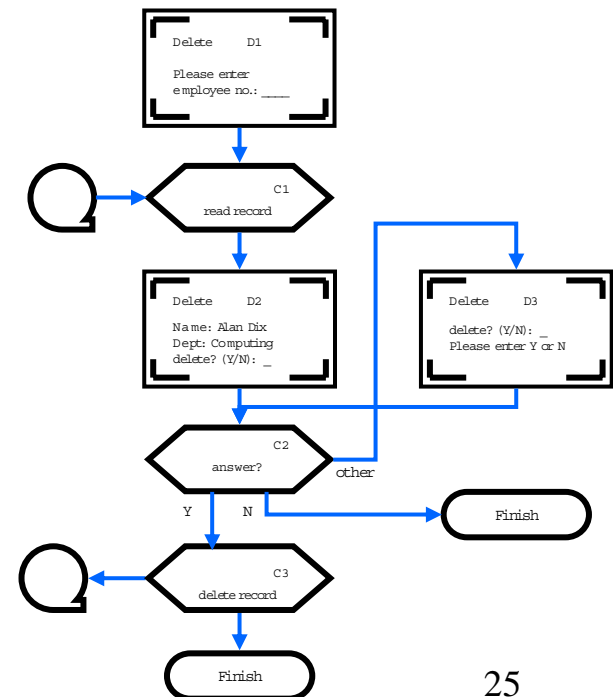 Delete D1
Please enter
employee no.: ____
C1
read record
Delete D2
Name: Alan Dix
Dept: Computing
delete? (Y/N): _
Delete D3
delete? (Y/N): _
Please enter Y or N
C2
answer?
other
Y N
Finish
C3
delete record
Finish
25